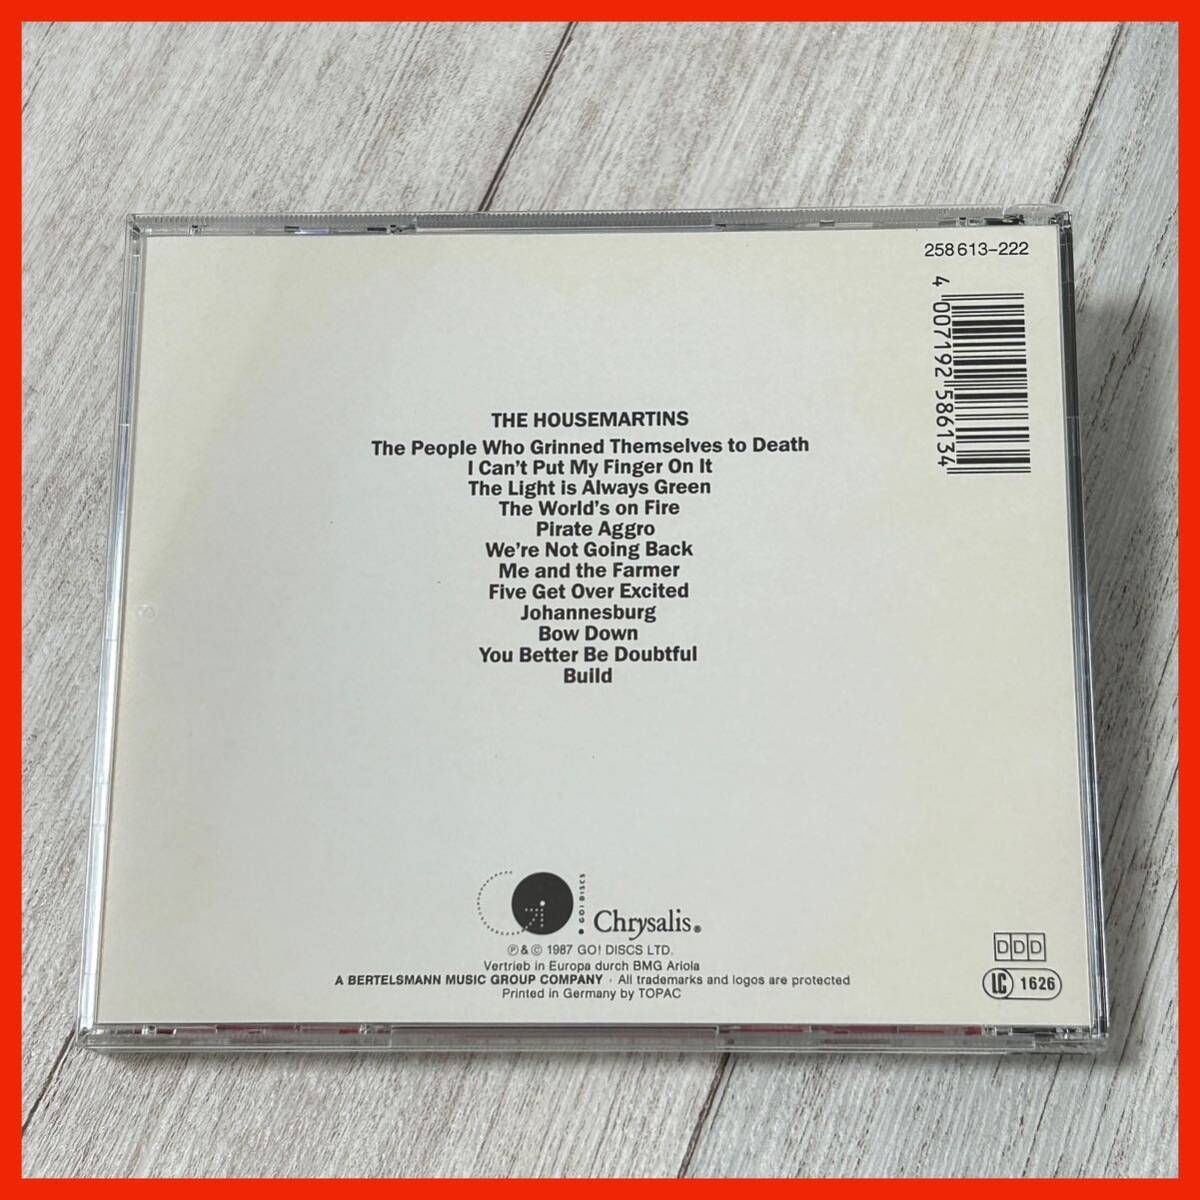 258 613-222
4 007192 586134
THE HOUSEMARTINS
The People Who Grinned Themselves to Death
I Can't Put My Finger On It
The Light is Always Green
The World's on Fire
Pirate Aggro
We're Not Going Back
Me and the Farmer
Five Get Over Excited
Johannesburg
Bow Down
You Better Be Doubtful
Build
GO! DISCS
Chrysalis®
℗ & © 1987 GO! DISCS LTD.
Vertrieb in Europa durch BMG Ariola
A BERTELSMANN MUSIC GROUP COMPANY · All trademarks and logos are protected
Printed in Germany by TOPAC
DDD
LC 1626